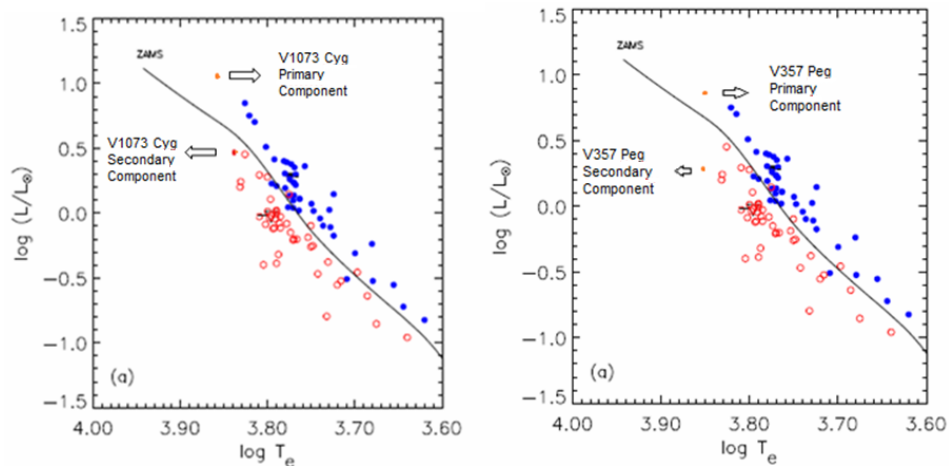 1.5
1.0
0.5
0.0
−0.5
−1.0
−1.5
log (L/L⊗)
ZAMS
V1073 Cyg
Primary
Component
V1073 Cyg
Secondary
Component
(a)
4.00 3.90 3.80 3.70 3.60
log Te
1.5
1.0
0.5
0.0
−0.5
−1.0
−1.5
log (L/L⊗)
ZAMS
V357 Peg
Primary
Component
V357 Peg
Secondary
Component
(a)
4.00 3.90 3.80 3.70 3.60
log Te